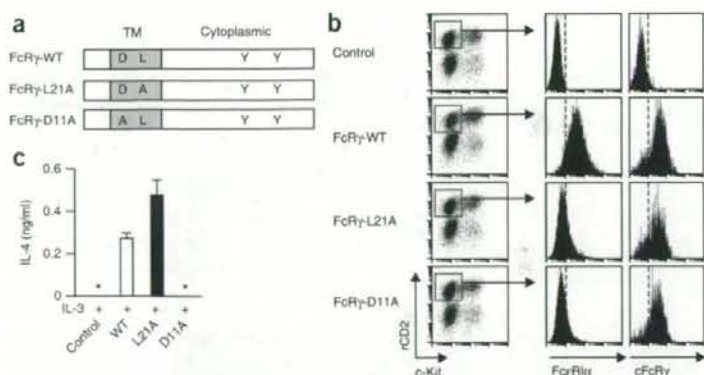 a
TM Cytoplasmic
FcRγ-WT D L Y Y
FcRγ-L21A D A Y Y
FcRγ-D11A A L Y Y
b
Control
FcRγ-WT
FcRγ-L21A
FcRγ-D11A
rCD2
c-Kit
FcεRIα
cFcRγ
c
0.6
0.4
0.2
0
IL-4 (ng/ml)
IL-3 + + + +
* *
Control WT L21A D11A